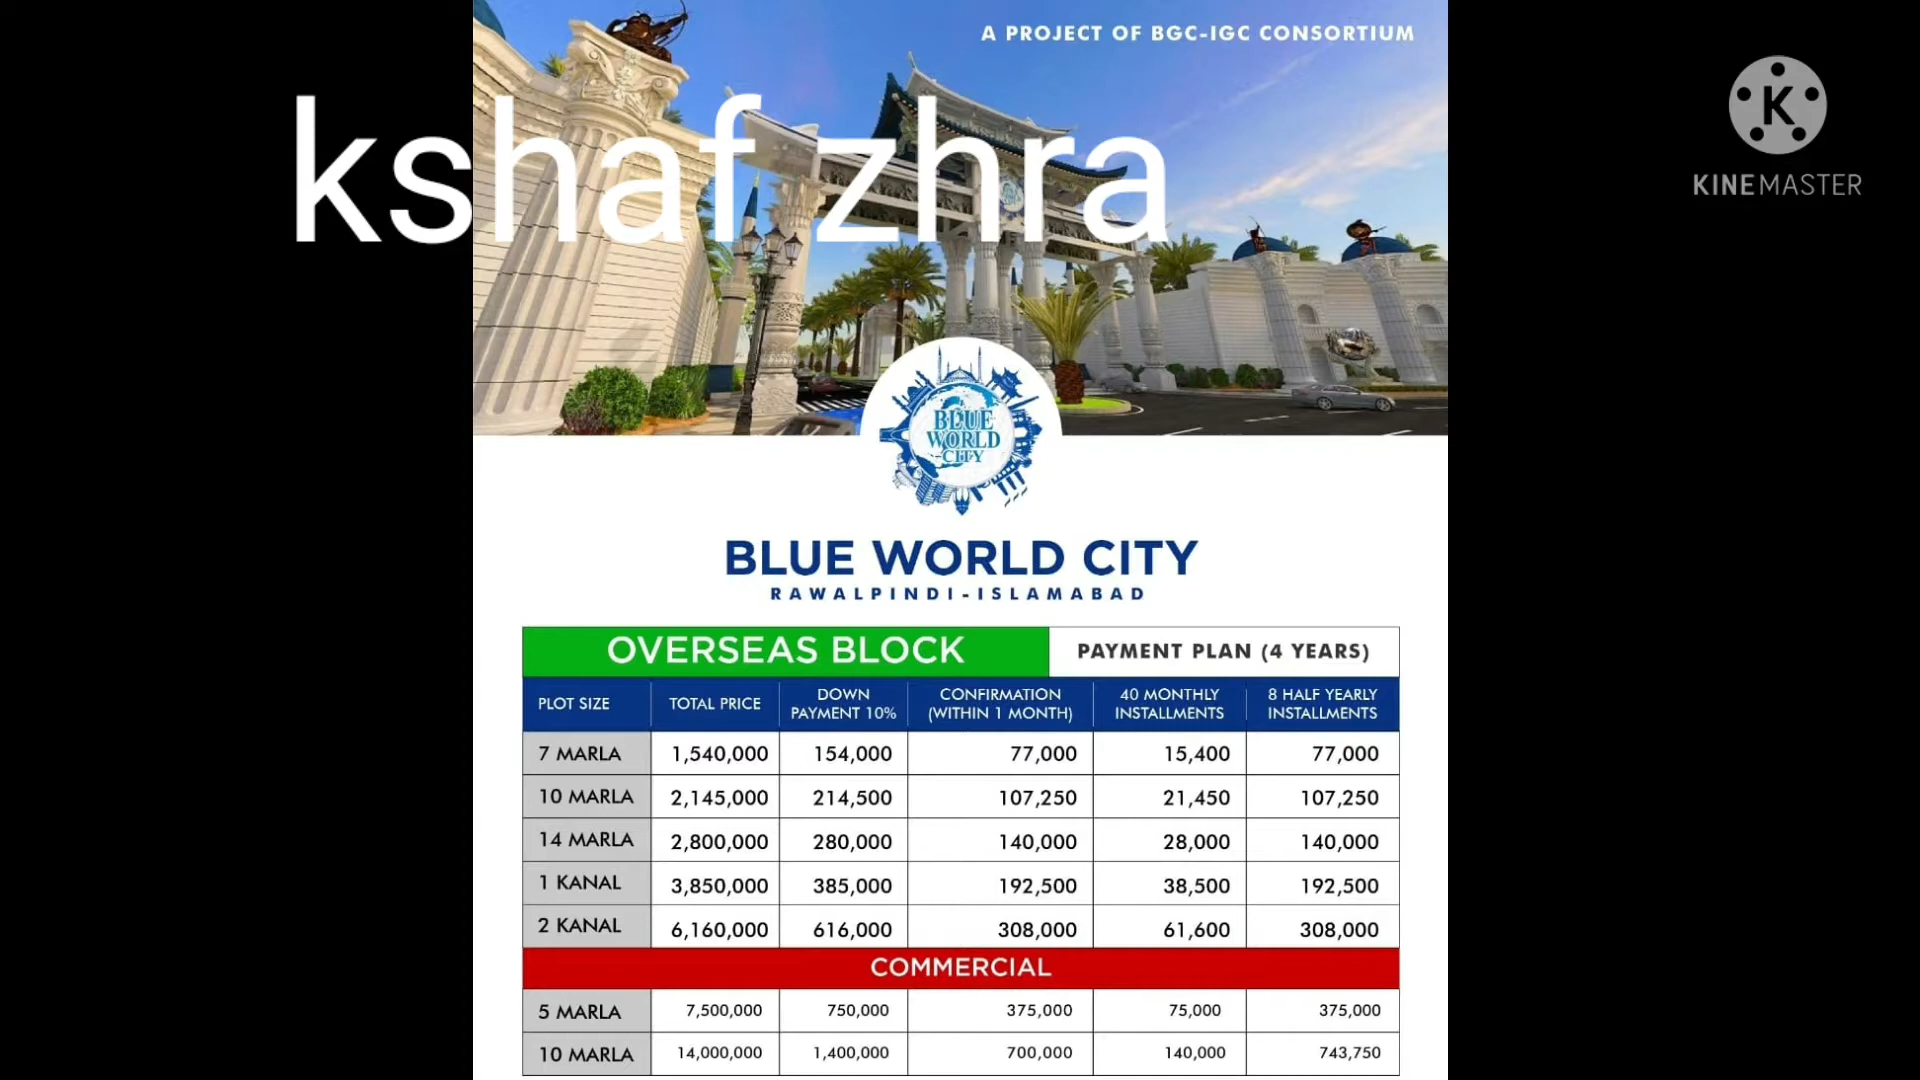 A PROJECT OF BGC-IGC CONSORTIUM
kshaf zhra
K
KINEMASTER
BLUE
WORLD
CITY
BLUE WORLD CITY
RAWALPINDI-ISLAMABAD
OVERSEAS BLOCK PAYMENT PLAN (4 YEARS)
PLOT SIZE TOTAL PRICE DOWN PAYMENT 10% CONFIRMATION (WITHIN 1 MONTH) 40 MONTHLY INSTALLMENTS 8 HALF YEARLY INSTALLMENTS
7 MARLA 1,540,000 154,000 77,000 15,400 77,000
10 MARLA 2,145,000 214,500 107,250 21,450 107,250
14 MARLA 2,800,000 280,000 140,000 28,000 140,000
1 KANAL 3,850,000 385,000 192,500 38,500 192,500
2 KANAL 6,160,000 616,000 308,000 61,600 308,000
COMMERCIAL
5 MARLA 7,500,000 750,000 375,000 75,000 375,000
10 MARLA 14,000,000 1,400,000 700,000 140,000 743,750